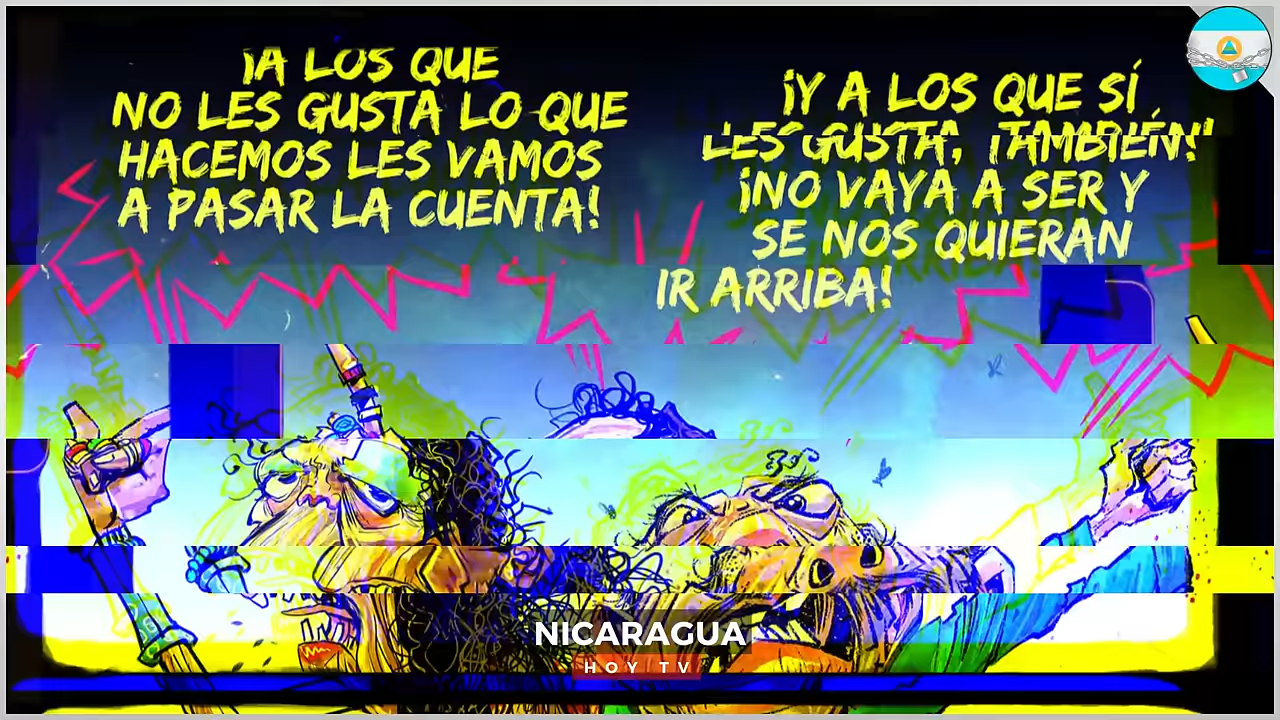 ¡A LOS QUE
NO LES GUSTA LO QUE
HACEMOS LES VAMOS
A PASAR LA CUENTA!
¡Y A LOS QUE SÍ
LES GUSTA, TAMBIÉN!
¡NO VAYA A SER Y
SE NOS QUIERAN
IR ARRIBA!
NICARAGUA
HOY TV